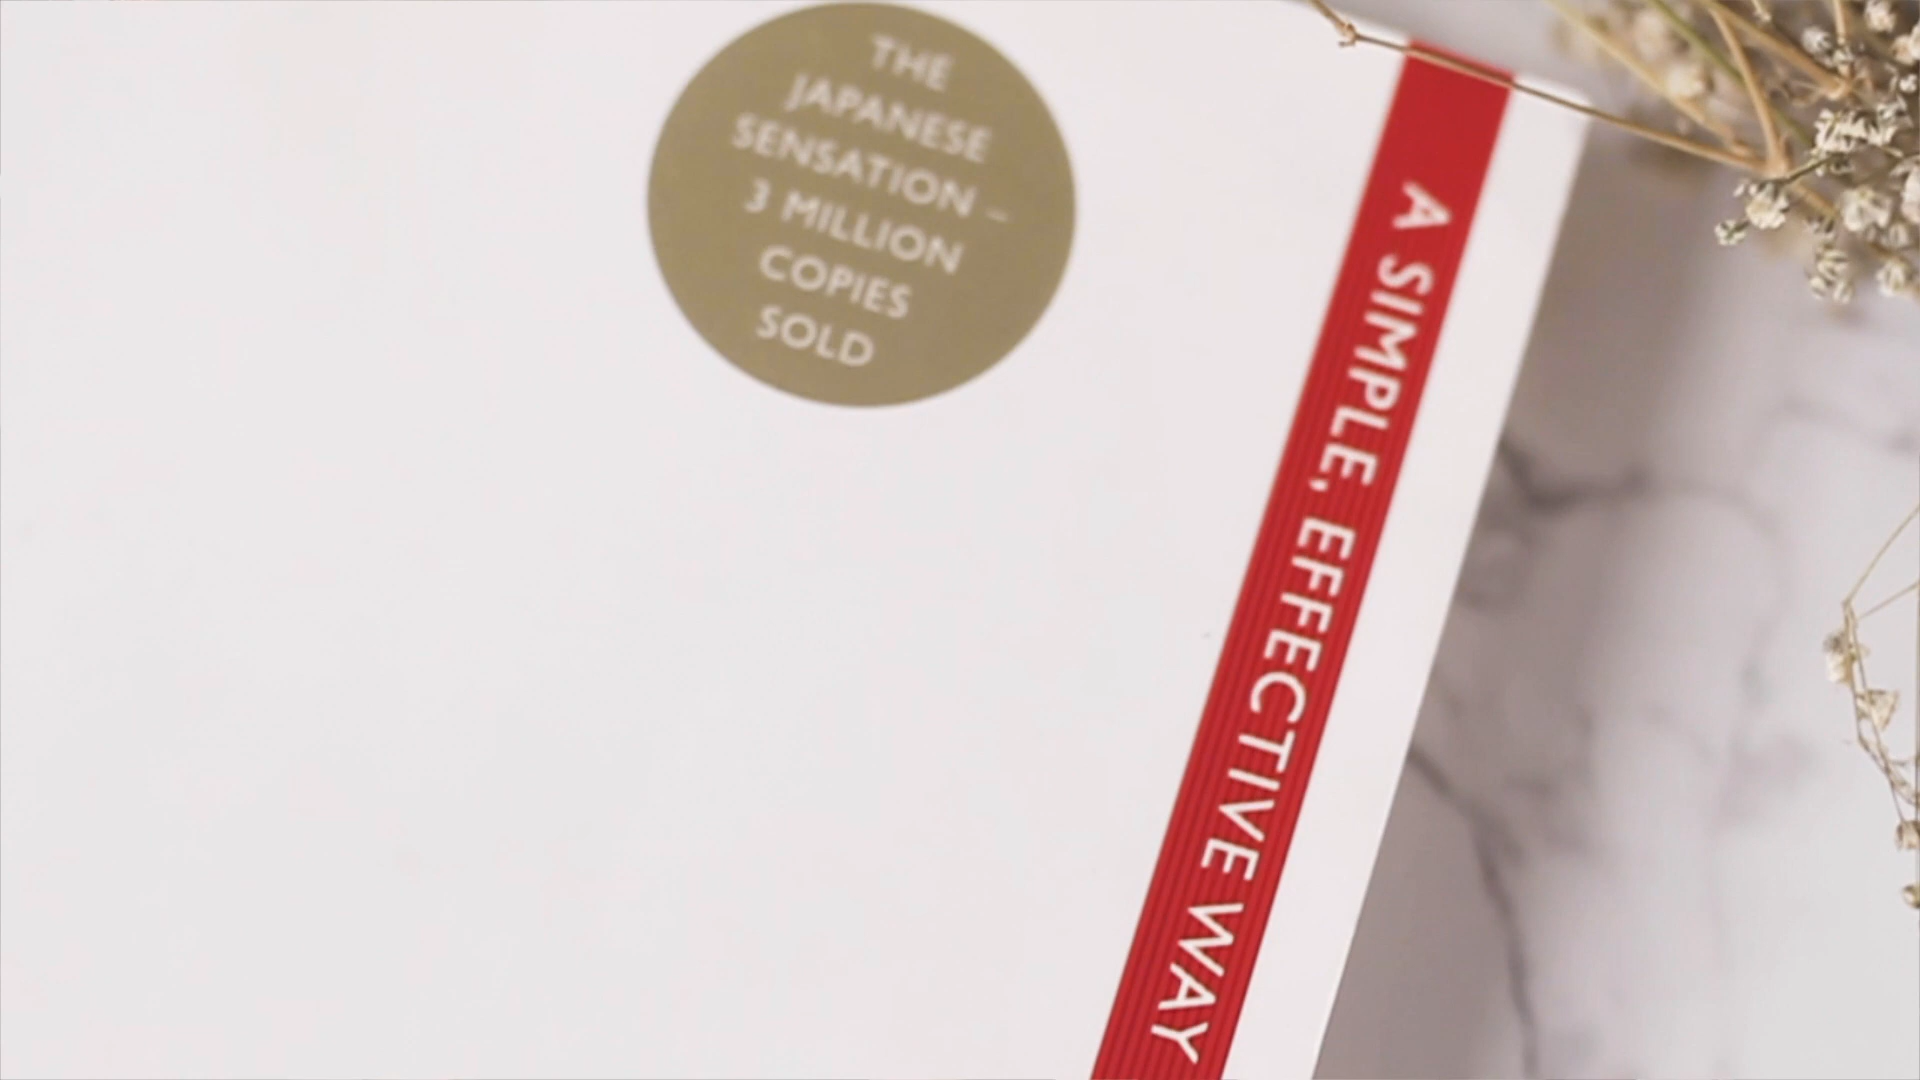 THE
JAPANESE
SENSATION –
3 MILLION
COPIES
SOLD
A SIMPLE, EFFECTIVE WAY